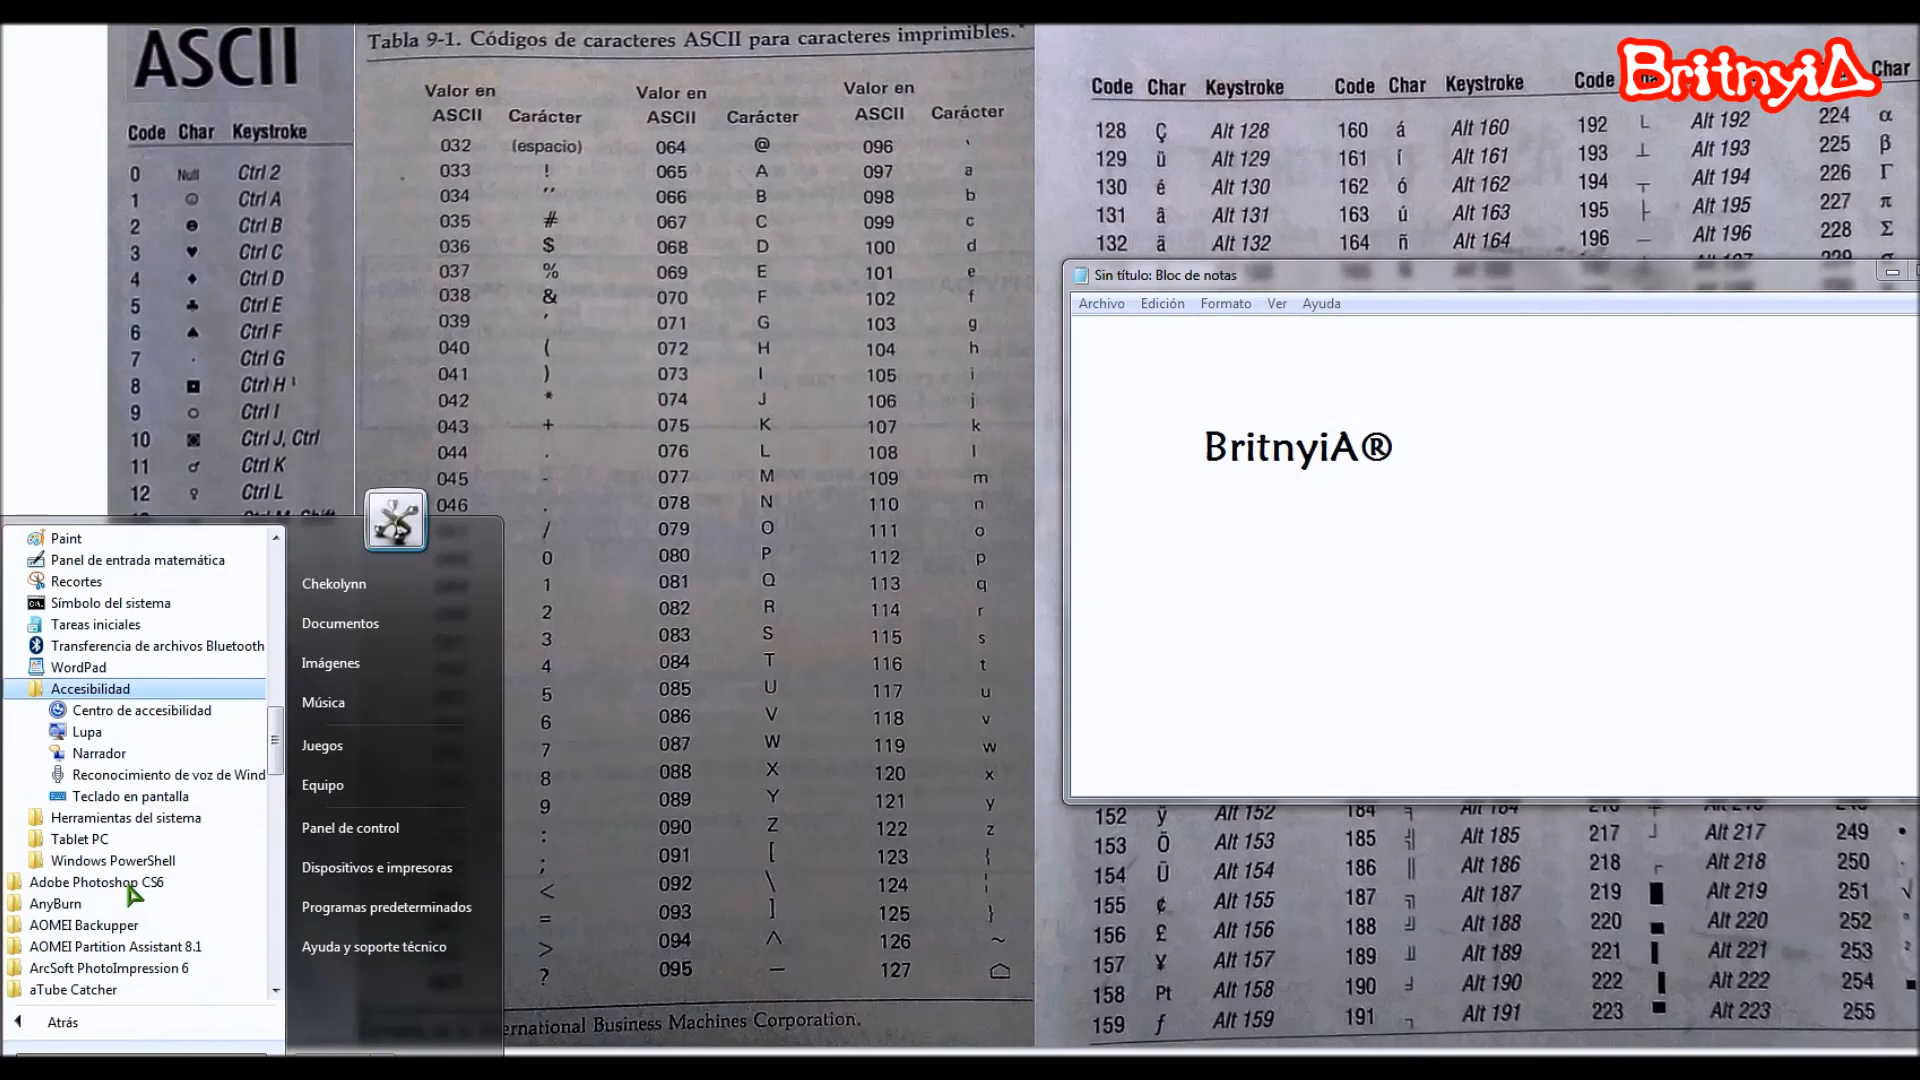 BritnyiA
ASCII
Code Char Keystroke
0 Null Ctrl 2
1 ☺ Ctrl A
2 ☻ Ctrl B
3 ♥ Ctrl C
4 ♦ Ctrl D
5 ♣ Ctrl E
6 ♠ Ctrl F
7 · Ctrl G
8 ◘ Ctrl H ¹
9 ○ Ctrl I
10 ◙ Ctrl J, Ctrl
11 ♂ Ctrl K
12 ♀ Ctrl L
Tabla 9-1. Códigos de caracteres ASCII para caracteres imprimibles.
Valor en Valor en Valor en
ASCII Carácter ASCII Carácter ASCII Carácter
032 (espacio) 064 @ 096 `
033 ! 065 A 097 a
034 '' 066 B 098 b
035 # 067 C 099 c
036 $ 068 D 100 d
037 % 069 E 101 e
038 & 070 F 102 f
039 ' 071 G 103 g
040 ( 072 H 104 h
041 ) 073 I 105 i
042 * 074 J 106 j
043 + 075 K 107 k
044 . 076 L 108 l
045 - 077 M 109 m
046 . 078 N 110 n
/ 079 O 111 o
0 080 P 112 p
1 081 Q 113 q
2 082 R 114 r
3 083 S 115 s
4 084 T 116 t
5 085 U 117 u
6 086 V 118 v
7 087 W 119 w
8 088 X 120 x
9 089 Y 121 y
: 090 Z 122 z
; 091 [ 123 {
< 092 \ 124 ¦
= 093 ] 125 }
> 094 ^ 126 ~
? 095 — 127 ⌂
International Business Machines Corporation.
Code Char Keystroke Code Char Keystroke Code Char
128 Ç Alt 128 160 á Alt 160 192 └ Alt 192 224 α
129 ü Alt 129 161 í Alt 161 193 ┴ Alt 193 225 β
130 é Alt 130 162 ó Alt 162 194 ┬ Alt 194 226 Γ
131 â Alt 131 163 ú Alt 163 195 ├ Alt 195 227 π
132 ä Alt 132 164 ñ Alt 164 196 ─ Alt 196 228 Σ
Sin título: Bloc de notas
Archivo Edición Formato Ver Ayuda
BritnyiA®
152 ÿ Alt 152 184 ╕ Alt 184
153 Ö Alt 153 185 ╣ Alt 185 217 ┘ Alt 217 249 •
154 Ü Alt 154 186 ║ Alt 186 218 ┌ Alt 218 250
155 ¢ Alt 155 187 ╗ Alt 187 219 █ Alt 219 251 √
156 £ Alt 156 188 ╝ Alt 188 220 ▄ Alt 220 252
157 ¥ Alt 157 189 ╜ Alt 189 221 ▌ Alt 221 253 ²
158 Pt Alt 158 190 ╛ Alt 190 222 ▐ Alt 222 254 ■
159 ƒ Alt 159 191 ┐ Alt 191 223 ▀ Alt 223 255
Paint
Panel de entrada matemática
Recortes
Símbolo del sistema
Tareas iniciales
Transferencia de archivos Bluetooth
WordPad
Accesibilidad
Centro de accesibilidad
Lupa
Narrador
Reconocimiento de voz de Wind
Teclado en pantalla
Herramientas del sistema
Tablet PC
Windows PowerShell
Adobe Photoshop CS6
AnyBurn
AOMEI Backupper
AOMEI Partition Assistant 8.1
ArcSoft PhotoImpression 6
aTube Catcher
Atrás
Chekolynn
Documentos
Imágenes
Música
Juegos
Equipo
Panel de control
Dispositivos e impresoras
Programas predeterminados
Ayuda y soporte técnico